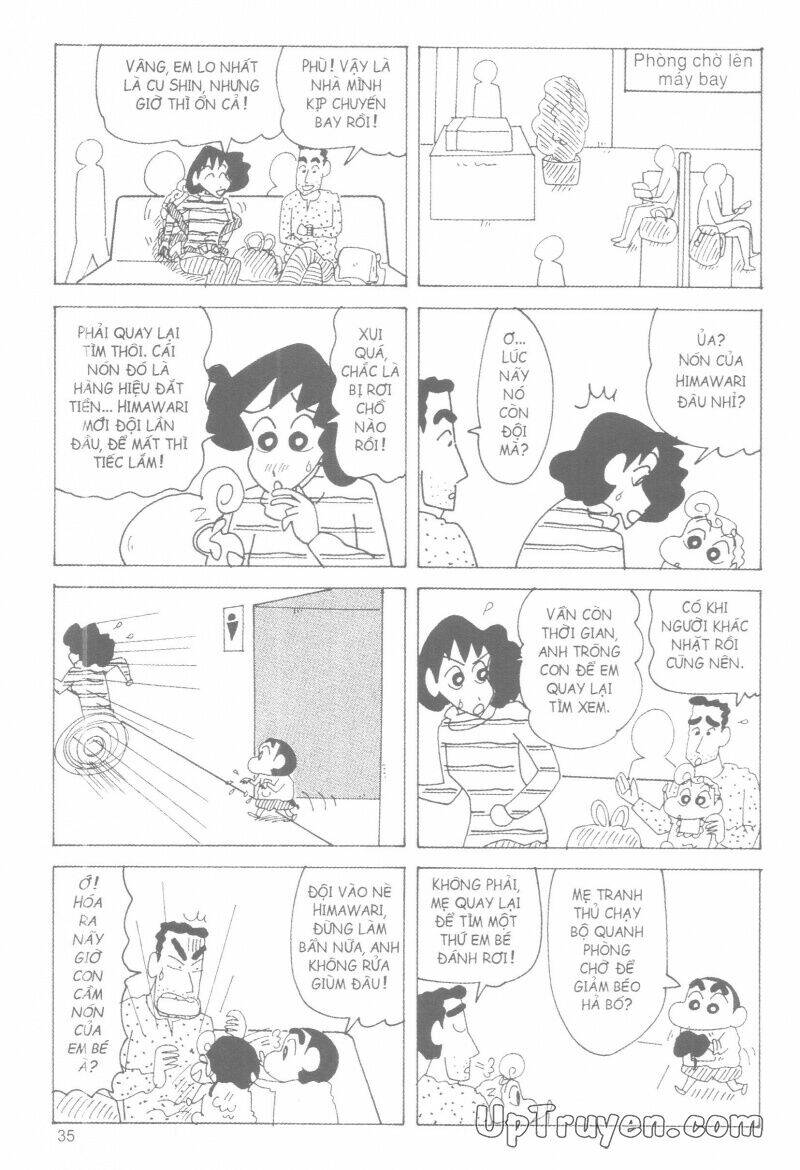 Phòng chờ lên
máy bay
PHÙ! VẬY LÀ
NHÀ MÌNH
KỊP CHUYẾN
BAY RỒI!
VÂNG, EM LO NHẤT
LÀ CU SHIN, NHƯNG
GIỜ THÌ ỔN CẢ!
ỦA?
NÓN CỦA
HIMAWARI
ĐÂU NHỈ?
Ơ...
LÚC
NÃY
NÓ
CÒN
ĐỘI
MÀ?
XUI
QUÁ,
CHẮC LÀ
BỊ RƠI
CHỖ
NÀO
RỒI!
PHẢI QUAY LẠI
TÌM THÔI. CÁI
NÓN ĐÓ LÀ
HÀNG HIỆU ĐẮT
TIỀN... HIMAWARI
MỚI ĐỘI LẦN
ĐẦU, ĐỂ MẤT THÌ
TIẾC LẮM!
CÓ KHI
NGƯỜI KHÁC
NHẶT RỒI
CŨNG NÊN.
VẪN CÒN
THỜI GIAN,
ANH TRÔNG
CON ĐỂ EM
QUAY LẠI
TÌM XEM.
MẸ TRANH
THỦ CHẠY
BỘ QUANH
PHÒNG
CHỜ ĐỂ
GIẢM BÉO
HẢ BỐ?
KHÔNG PHẢI,
MẸ QUAY LẠI
ĐỂ TÌM MỘT
THỨ EM BÉ
ĐÁNH RƠI!
ĐỘI VÀO NÈ
HIMAWARI,
ĐỪNG LÀM
BẨN NỮA, ANH
KHÔNG RỬA
GIÙM ĐÂU!
Ớ!
HÓA
RA
NÃY
GIỜ
CON
CẦM
NÓN
CỦA
EM BÉ
À?
35
UpTruyen.com